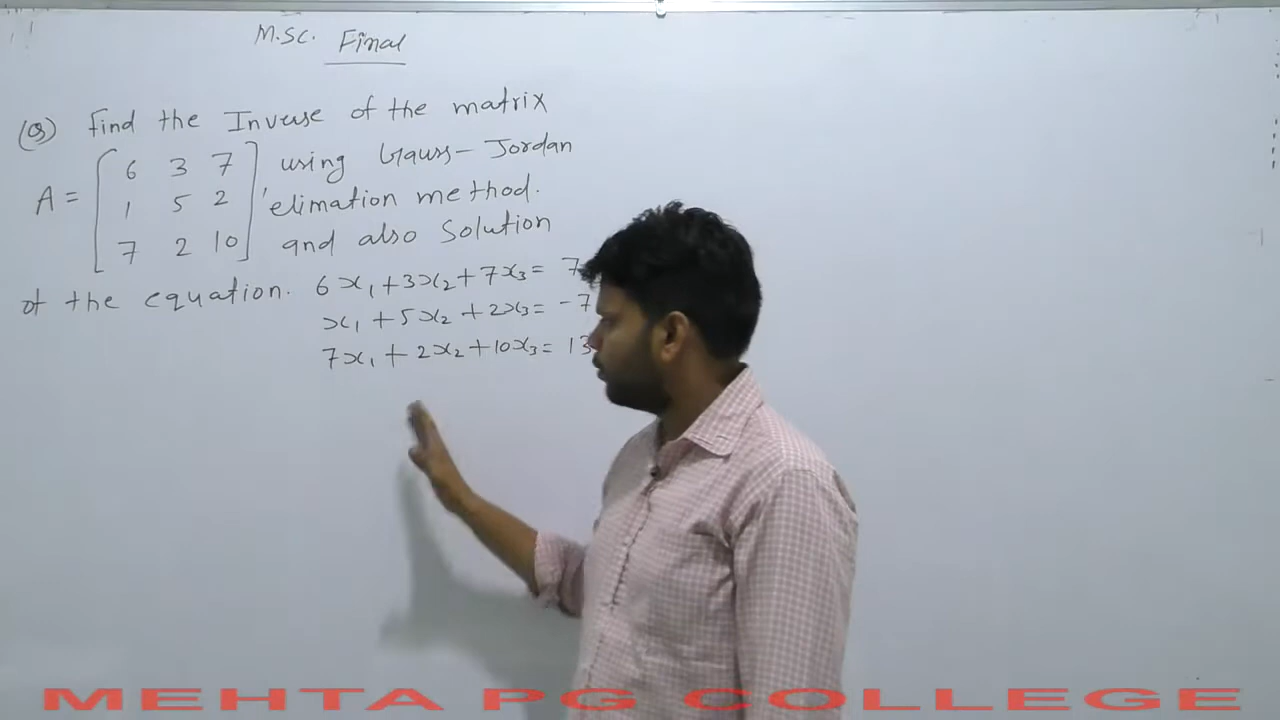 M.SC. Final
(Q) Find the Inverse of the matrix
A = [ 6 3 7 using Gauss-Jordan
1 5 2 , elimation method.
7 2 10 ] and also Solution
of the equation. 6x₁ + 3x₂ + 7x₃ = 7
x₁ + 5x₂ + 2x₃ = -7
7x₁ + 2x₂ + 10x₃ = 13
MEHTA PG COLLEGE